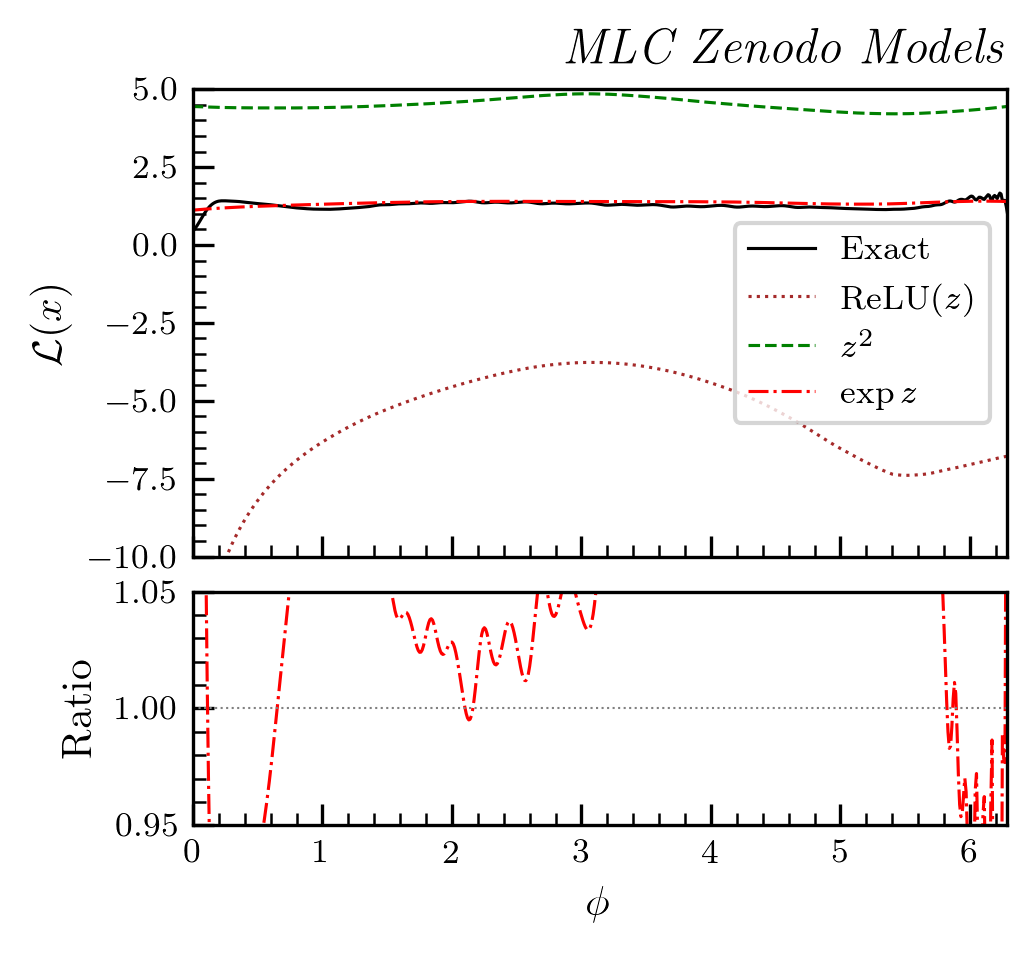 MLC Zenodo Models
5.0
2.5
0.0
−2.5
−5.0
−7.5
−10.0
ℒ(x)
Exact
ReLU(z)
z²
exp z
1.05
1.00
0.95
Ratio
0 1 2 3 4 5 6
ϕ